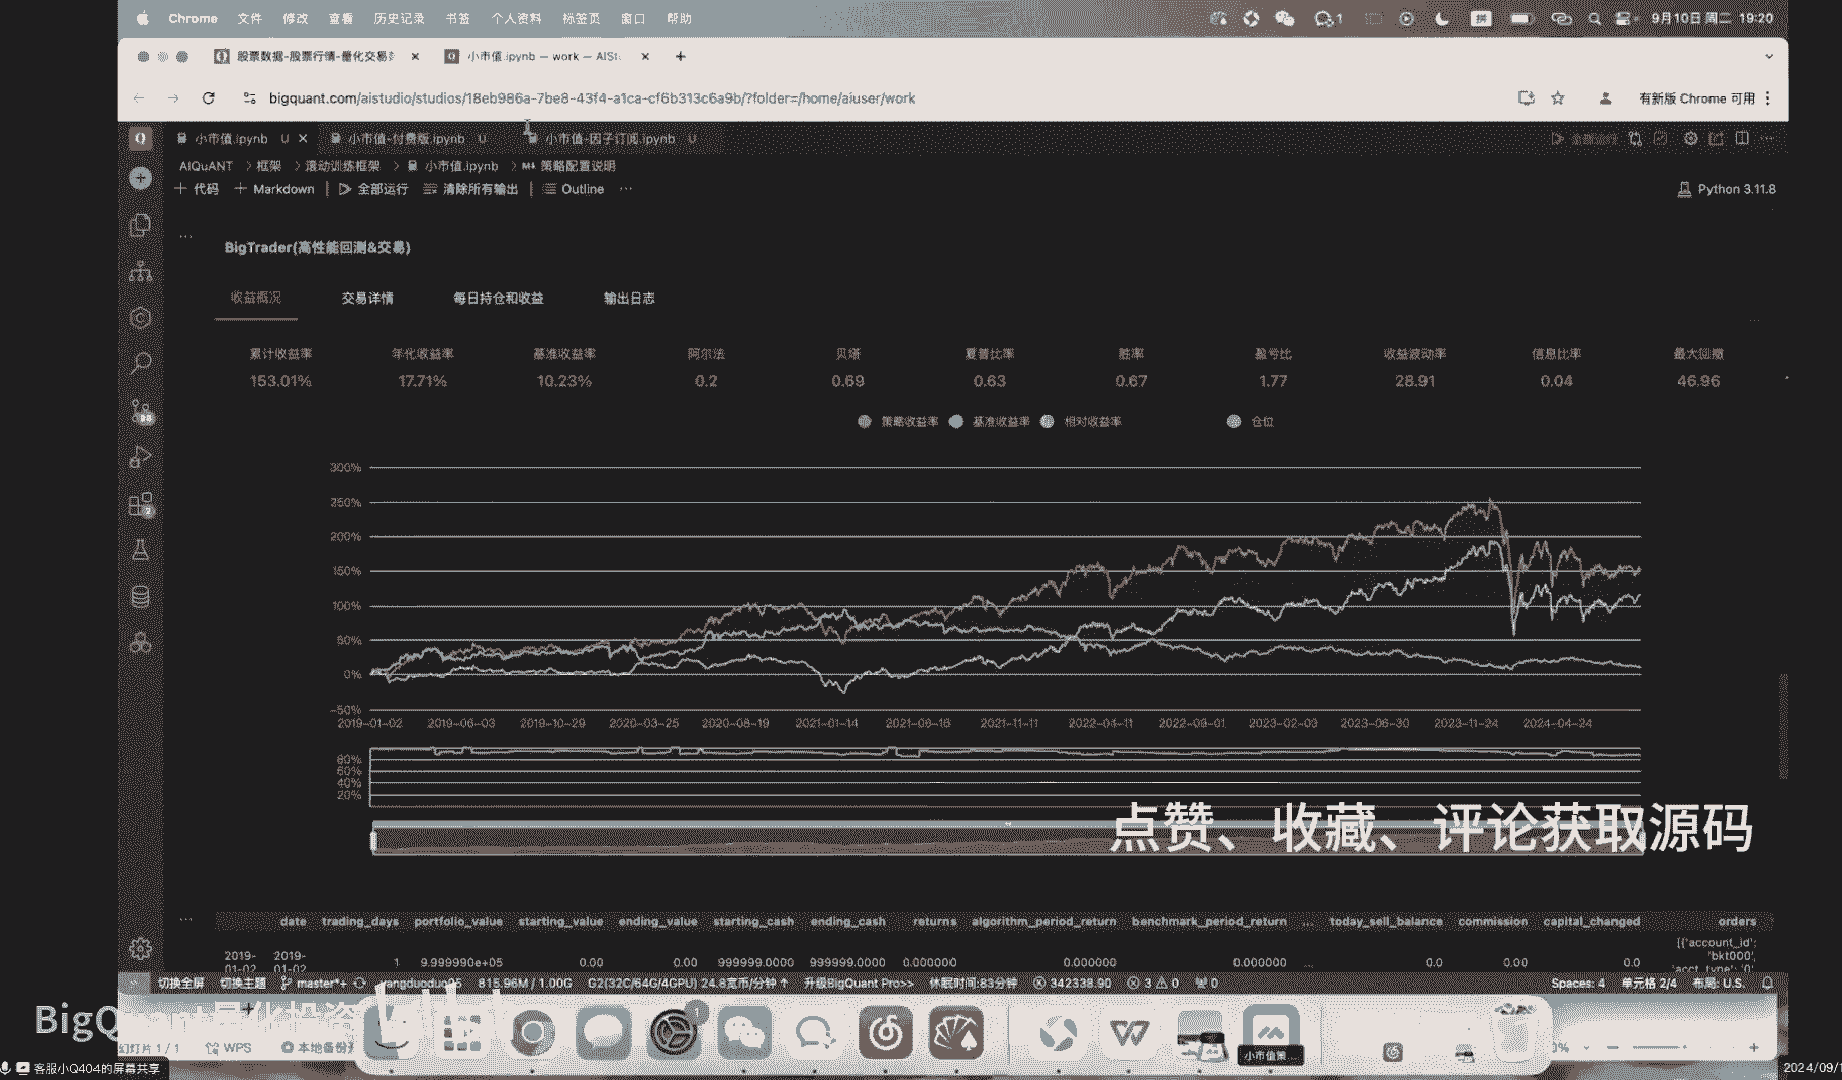 Chrome 文件 修改 查看 历史记录 书签 个人资料 标签页 窗口 帮助 1 拼 9月10日 周二 19:20
股票数据-股票行情-量化交易 小市值.ipynb — work — AISt
bigquant.com/aistudio/studios/18eb986a-7be8-43f4-a1ca-cf6b313c6a9b/?folder=/home/aiuser/work 有新版 Chrome 可用
小市值.ipynb U 小市值-付费版.ipynb U 小市值-因子订阅.ipynb U 全部运行
AIQuANT > 框架 > 滚动训练框架 > 小市值.ipynb > M↓ 策略配置说明
+ 代码 + Markdown | 全部运行 清除所有输出 | Outline ··· Python 3.11.8
BigTrader(高性能回测&交易)
收益概况 交易详情 每日持仓和收益 输出日志
累计收益率 年化收益率 基准收益率 阿尔法 贝塔 夏普比率 胜率 盈亏比 收益波动率 信息比率 最大回撤
153.01% 17.71% 10.23% 0.2 0.69 0.63 0.67 1.77 28.91 0.04 46.96
策略收益率 基准收益率 相对收益率 仓位
300%
250%
200%
150%
100%
50%
0%
-50%
2019-01-02 2019-06-03 2019-10-29 2020-03-25 2020-08-19 2021-01-14 2021-06-16 2021-11-11 2022-04-11 2022-09-01 2023-02-03 2023-06-30 2023-11-24 2024-04-24
80%
60%
40%
20%
点赞、收藏、评论获取源码
date trading_days portfolio_value starting_value ending_value starting_cash ending_cash returns algorithm_period_return benchmark_period_return ... today_sell_balance commission capital_changed orders
2019-01-02 2019-01-02 1 9.999990e+05 0.00 0.00 999999.0000 999999.0000 0.000000 0.000000 0.000000 ... 0.0 0.00 0.0 [{'account_id': 'bkt000', 'acct_type': '0',
切换全屏 切换主题 master*+ yangduoduo05 815.96M / 1.00G G2(32C/64G/4GPU) 24.8宽币/分钟 升级BigQuant Pro>> 休眠时间:83分钟 342338.90 3 0 0 Spaces: 4 单元格 2/4 布局: U.S.
幻灯片 1 / 1 WPS 本地备份 小市值策... 0%
客服小Q404的屏幕共享 2024/09/